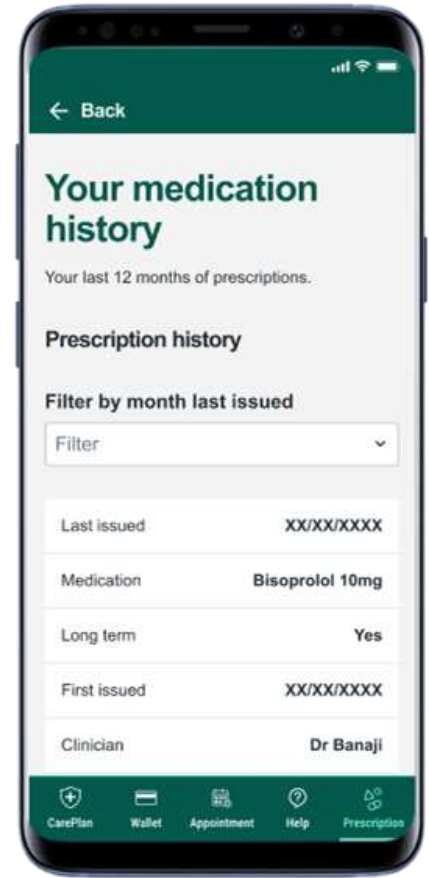 ← Back
Your medication
history
Your last 12 months of prescriptions.
Prescription history
Filter by month last issued
Filter
Last issued XX/XX/XXXX
Medication Bisoprolol 10mg
Long term Yes
First issued XX/XX/XXXX
Clinician Dr Banaji
CarePlan Wallet Appointment Help Prescription